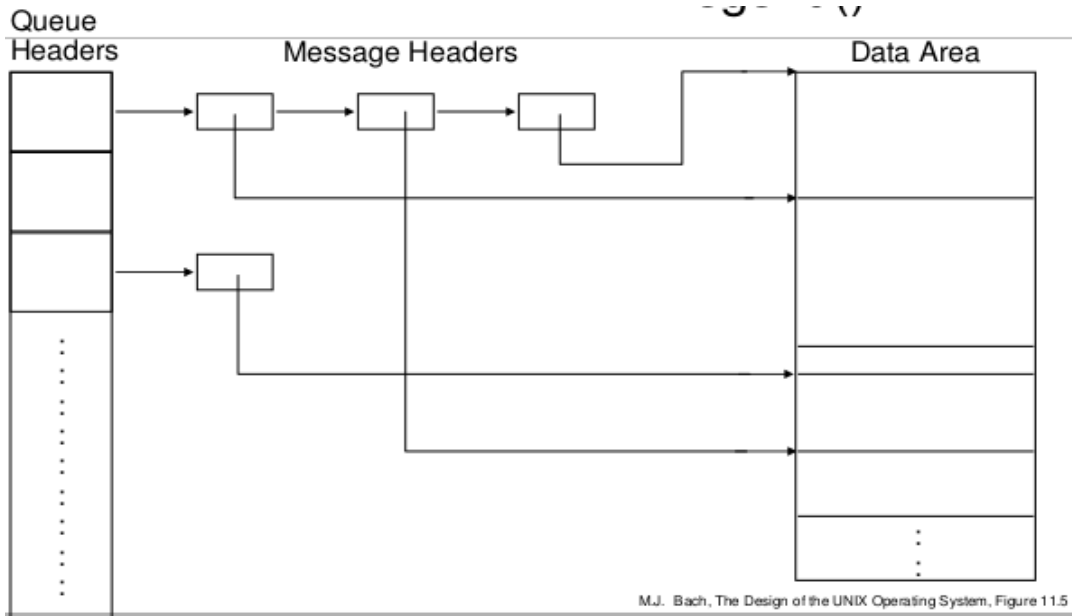 Queue
Headers
Message Headers
Data Area
M.J. Bach, The Design of the UNIX Operating System, Figure 11.5